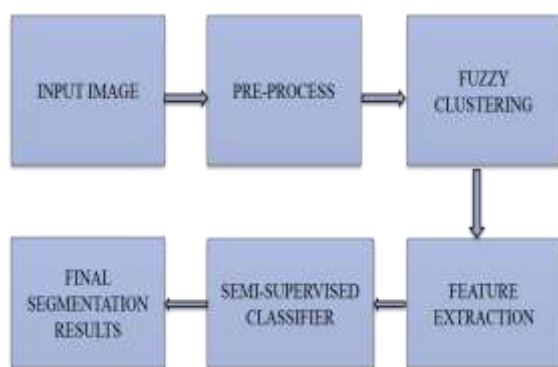 INPUT IMAGE
PRE-PROCESS
FUZZY
CLUSTERING
FEATURE
EXTRACTION
SEMI-SUPERVISED
CLASSIFIER
FINAL
SEGMENTATION
RESULTS